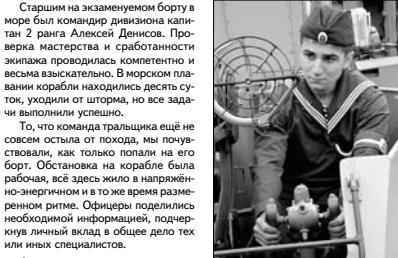 Старшим на экзаменуемом борту в
море был командир дивизиона капи-
тан 2 ранга Алексей Денисов. Про-
верка мастерства и сработанности
экипажа проводилась компетентно и
весьма взыскательно. В морском пла-
вании корабли находились десять су-
ток, уходили от шторма, но все зада-
чи выполнили успешно.
То, что команда тральщика ещё не
совсем остыла от похода, мы почув-
ствовали, как только попали на его
борт. Обстановка на корабле была
рабочая, всё здесь жило в напряжён-
но-энергичном и в то же время разме-
ренном ритме. Офицеры поделились
необходимой информацией, подчер-
кнув личный вклад в общее дело тех
или иных специалистов.